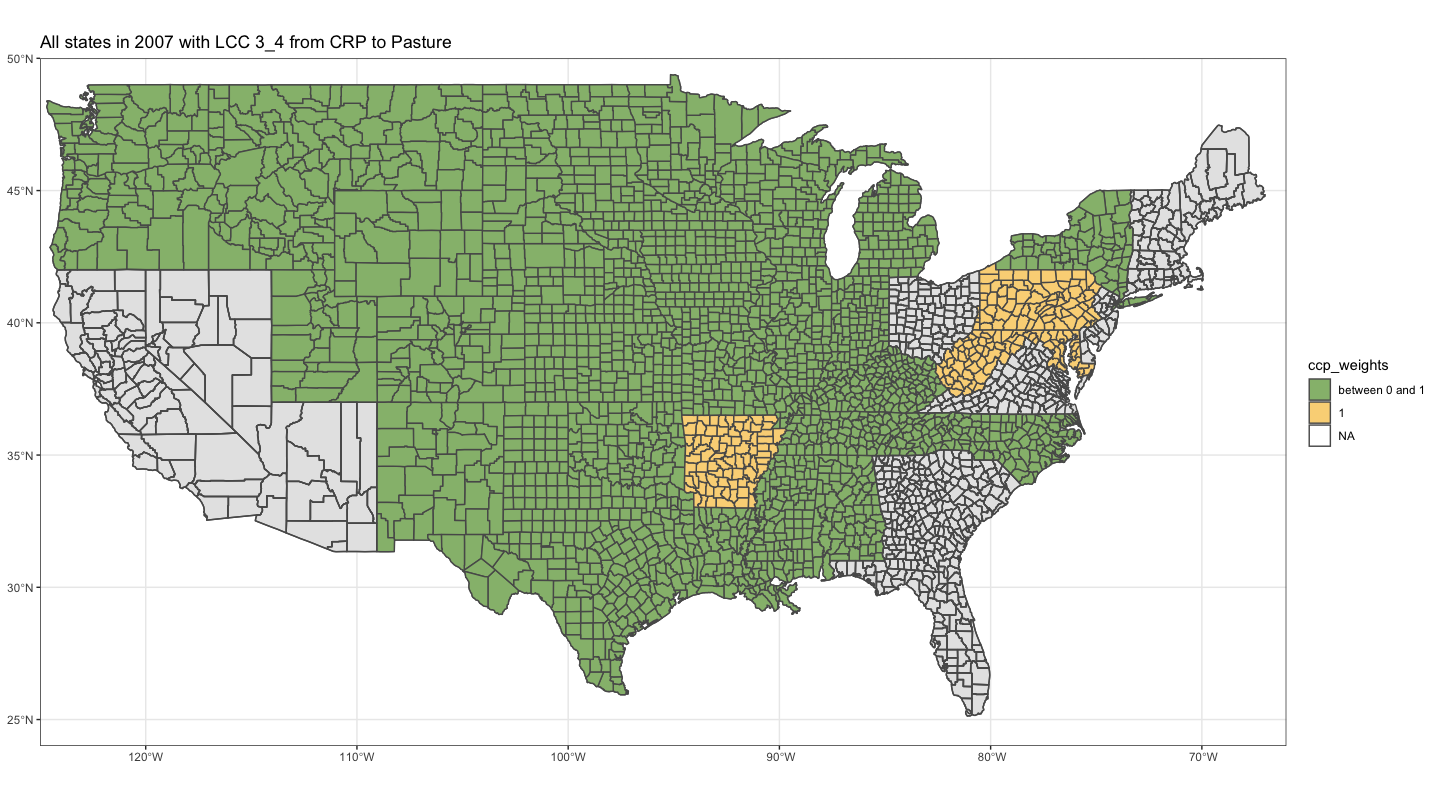 All states in 2007 with LCC 3_4 from CRP to Pasture
50°N
45°N
40°N
35°N
30°N
25°N
120°W
110°W
100°W
90°W
80°W
70°W
ccp_weights
between 0 and 1
1
NA